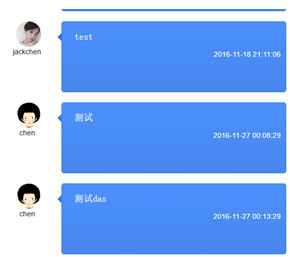 test
2016-11-18 21:11:06
jackchen
测试
2016-11-27 00:08:29
chen
测试das
2016-11-27 00:13:29
chen